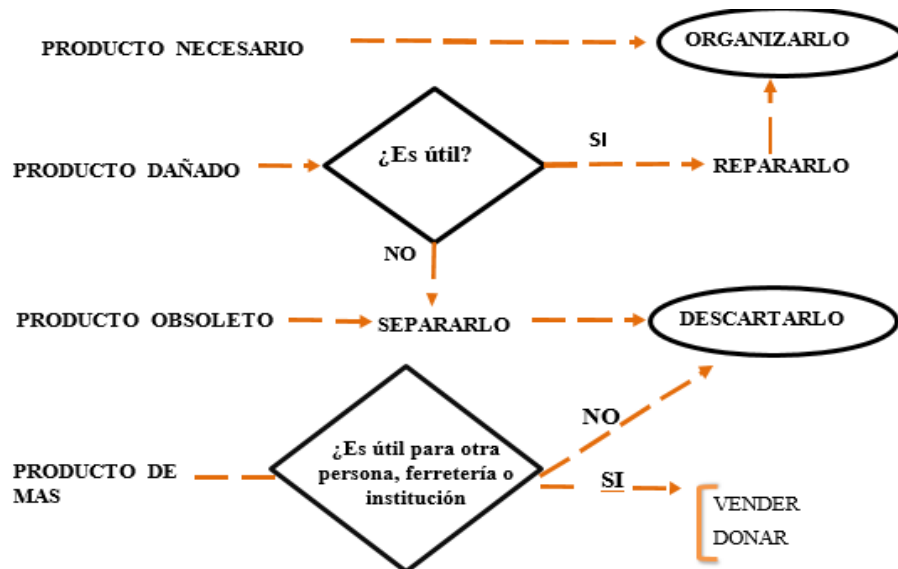 PRODUCTO NECESARIO
ORGANIZARLO
PRODUCTO DAÑADO
¿Es útil?
SI
REPARARLO
NO
PRODUCTO OBSOLETO
SEPARARLO
DESCARTARLO
PRODUCTO DE
MAS
¿Es útil para otra
persona, ferretería o
institución
NO
SI
VENDER
DONAR